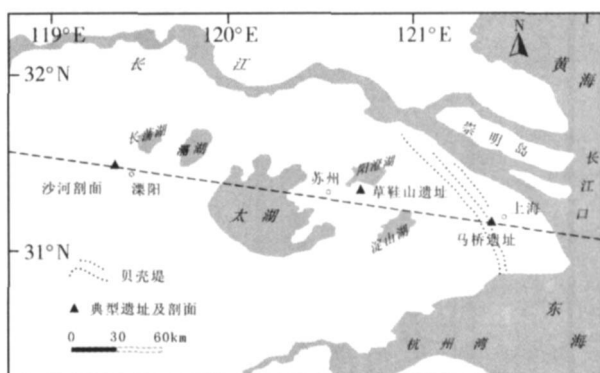 119°E
120°E
121°E
32°N
31°N
长 江
黄海
崇明岛
长江口
长荡湖
滆湖
沙河剖面
溧阳
太湖
苏州
阳澄湖
草鞋山遗址
淀山湖
上海
马桥遗址
贝壳堤
典型遗址及剖面
0 30 60km
杭州湾
东海
N